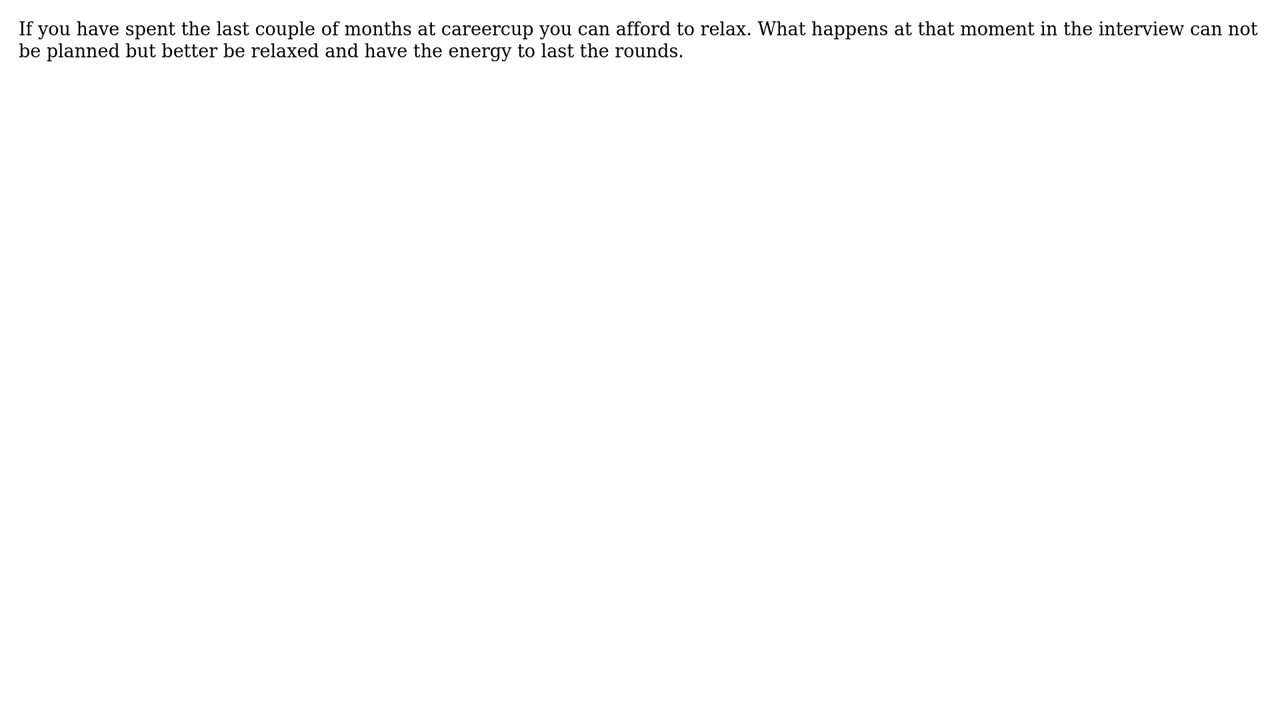 If you have spent the last couple of months at careercup you can afford to relax. What happens at that moment in the interview can not
be planned but better be relaxed and have the energy to last the rounds.